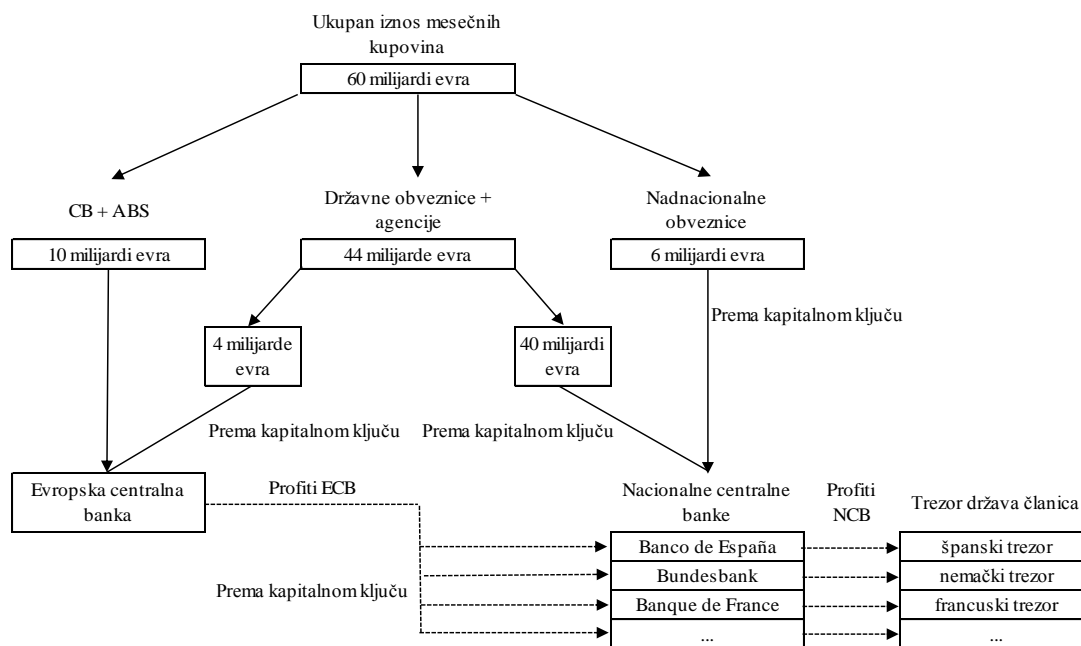 Ukupan iznos mesečnih
kupovina
60 milijardi evra
CB + ABS
10 milijardi evra
Državne obveznice +
agencije
44 milijarde evra
Nadnacionalne
obveznice
6 milijardi evra
Prema kapitalnom ključu
4 milijarde
evra
40 milijardi
evra
Prema kapitalnom ključu
Prema kapitalnom ključu
Evropska centralna
banka
Profiti ECB
Nacionalne centralne
banke
Profiti
NCB
Trezor država članica
Banco de España
španski trezor
Bundesbank
nemački trezor
Prema kapitalnom ključu
Banque de France
francuski trezor
...
...